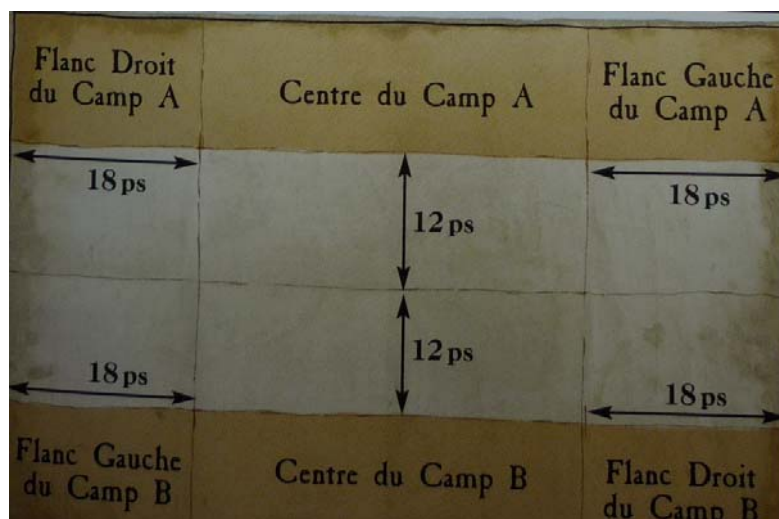 Flanc Droit
du Camp A
Centre du Camp A
Flanc Gauche
du Camp A
18 ps
12 ps
18 ps
18 ps
12 ps
18 ps
Flanc Gauche
du Camp B
Centre du Camp B
Flanc Droit
du Camp B